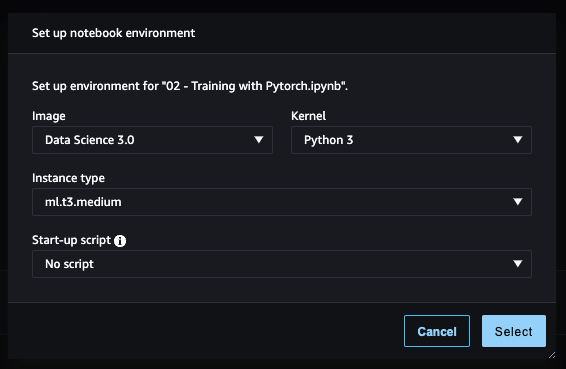 Set up notebook environment
Set up environment for "02 - Training with Pytorch.ipynb".
Image Kernel
Data Science 3.0 Python 3
Instance type
ml.t3.medium
Start-up script
No script
Cancel Select